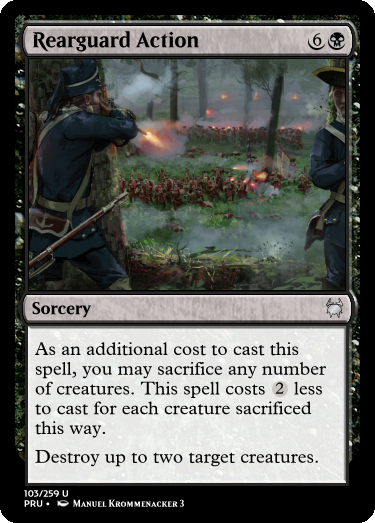 Rearguard Action 6
Sorcery
As an additional cost to cast this
spell, you may sacrifice any number
of creatures. This spell costs 2 less
to cast for each creature sacrificed
this way.
Destroy up to two target creatures.
103/259 U
PRU • Manuel Krommenacker 3